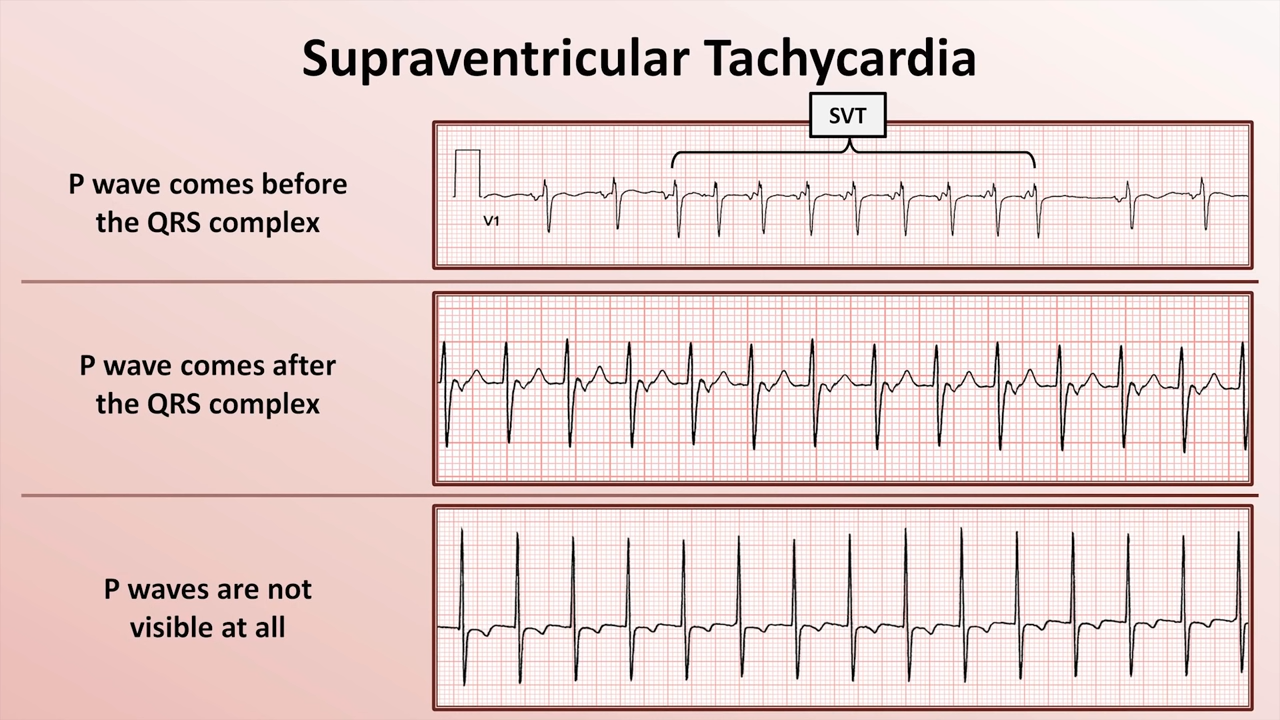 Supraventricular Tachycardia
SVT
P wave comes before
the QRS complex
V1
P wave comes after
the QRS complex
P waves are not
visible at all